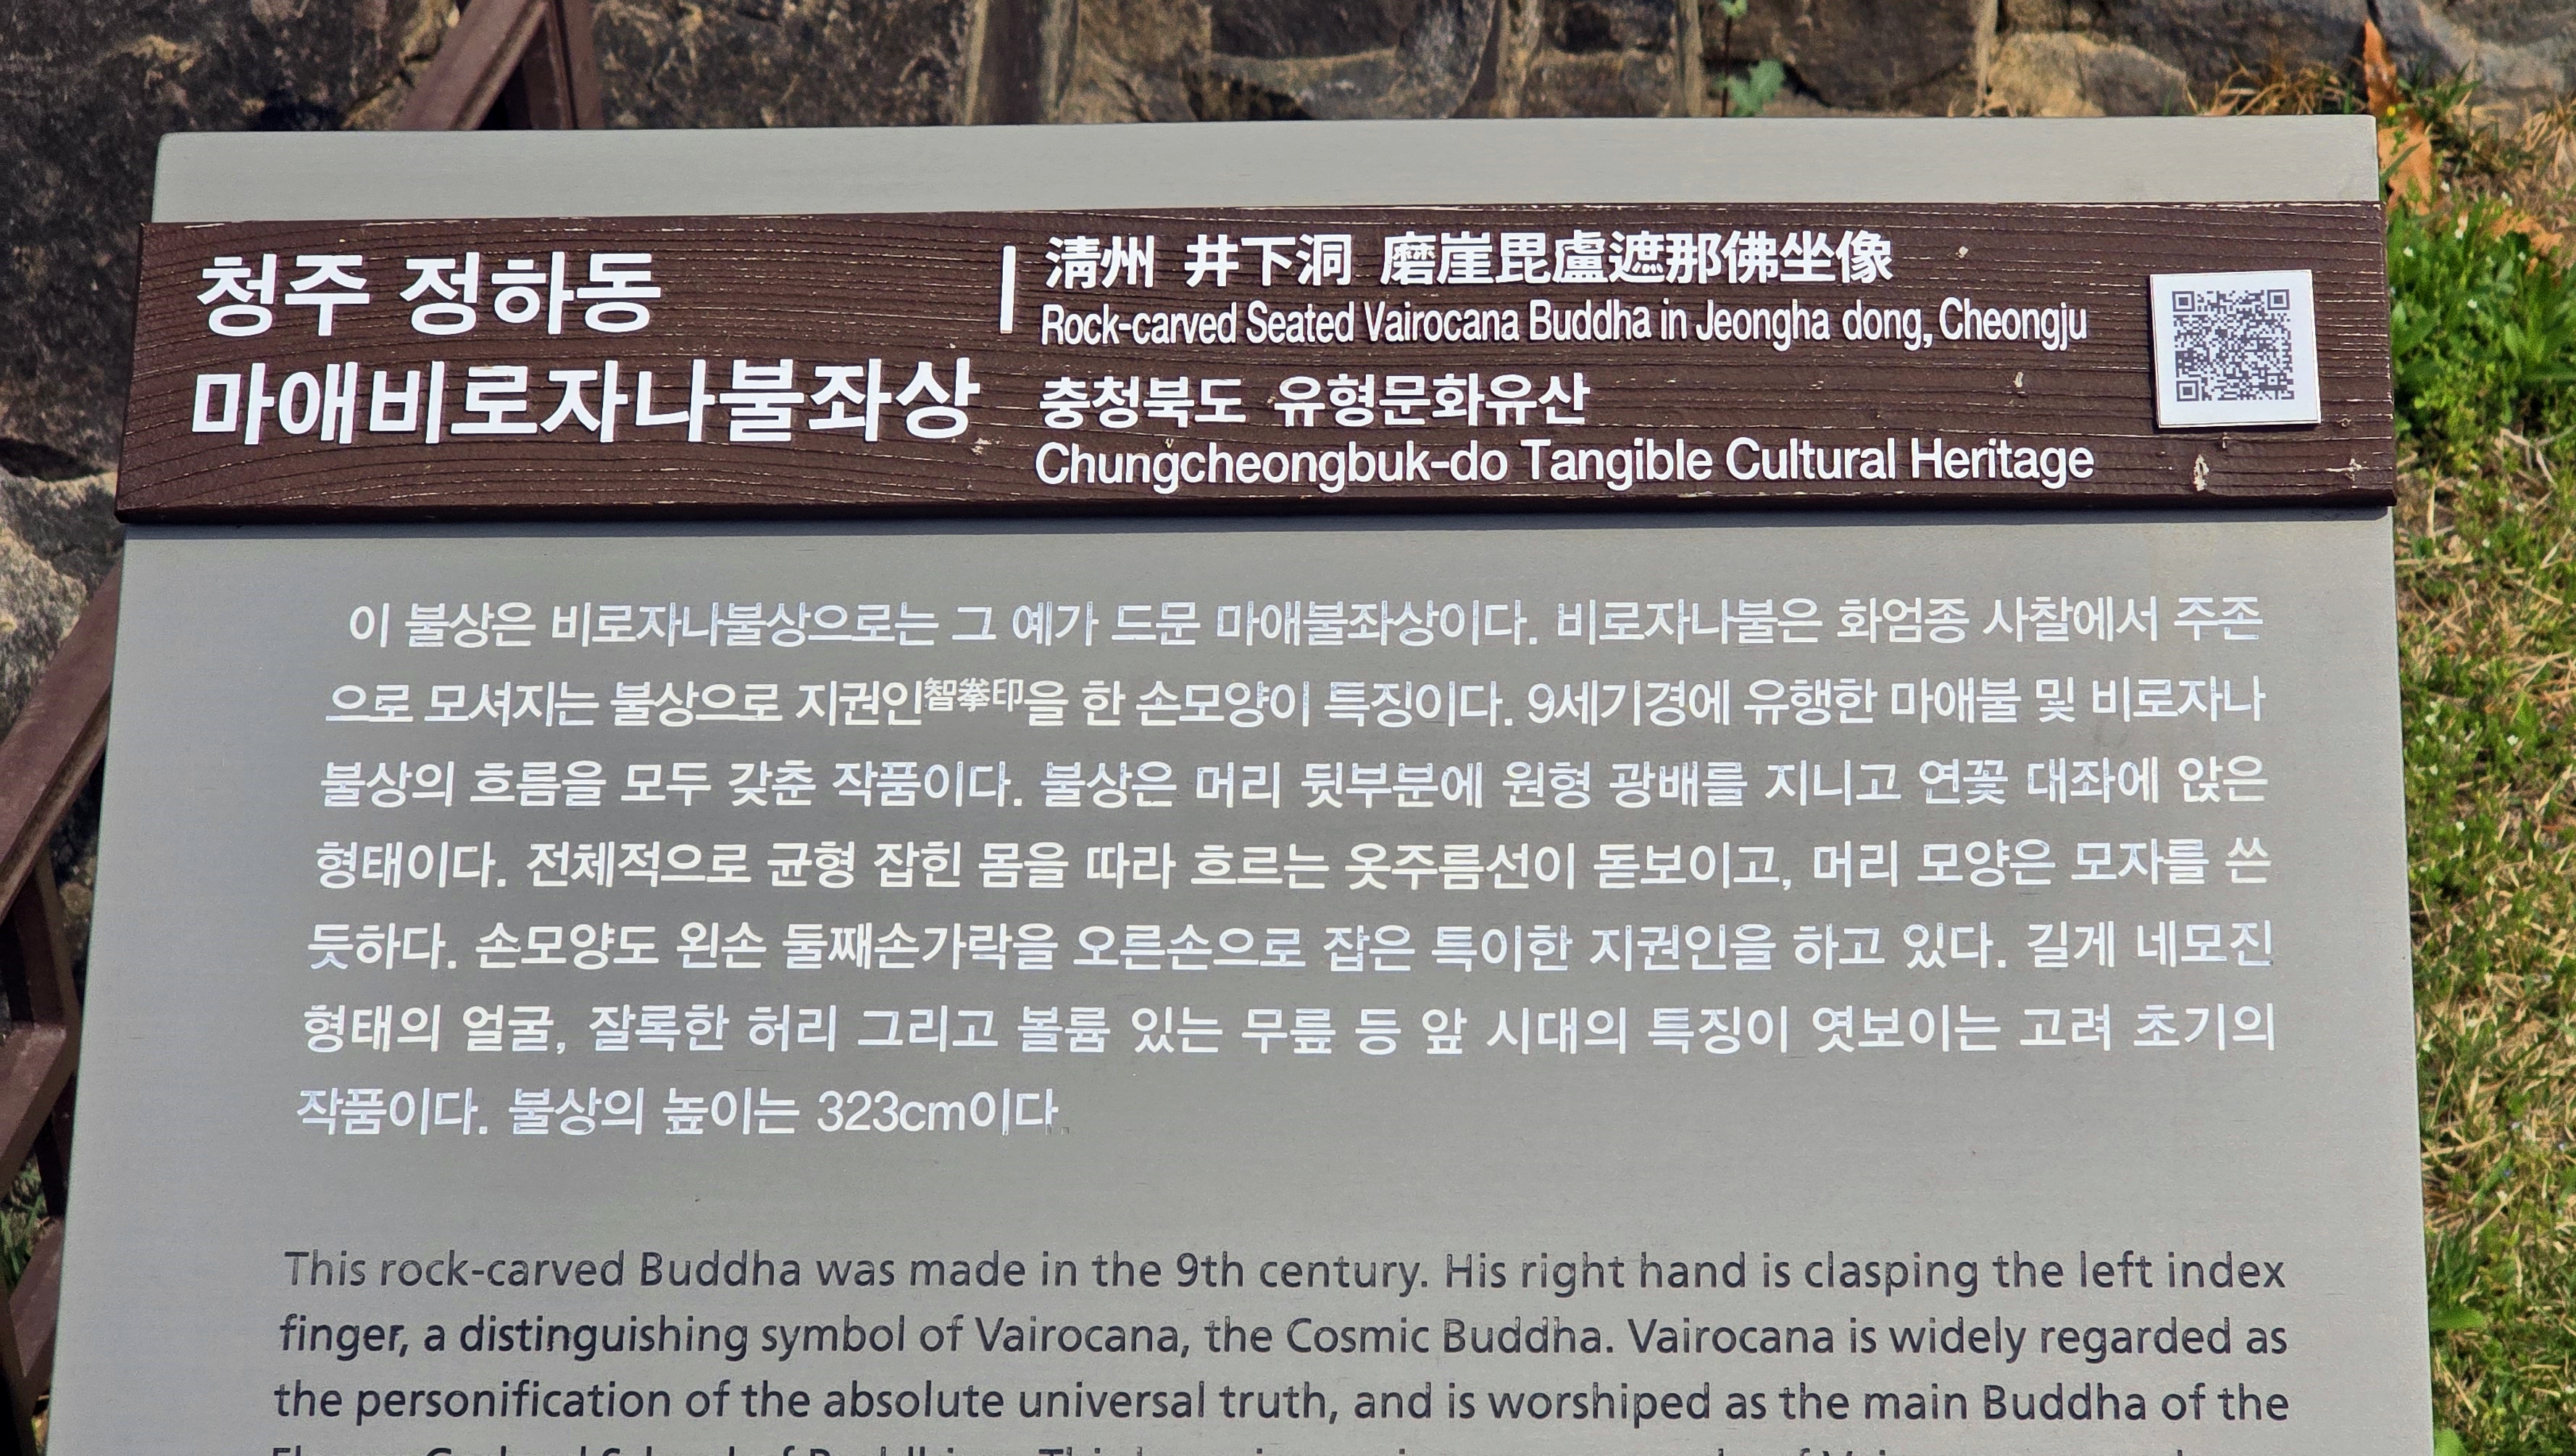 청주 정하동
마애비로자나불좌상
淸州 井下洞 磨崖毘盧遮那佛坐像
Rock-carved Seated Vairocana Buddha in Jeongha dong, Cheongju
충청북도 유형문화유산
Chungcheongbuk-do Tangible Cultural Heritage
이 불상은 비로자나불상으로는 그 예가 드문 마애불좌상이다. 비로자나불은 화엄종 사찰에서 주존
으로 모셔지는 불상으로 지권인智拳印을 한 손모양이 특징이다. 9세기경에 유행한 마애불 및 비로자나
불상의 흐름을 모두 갖춘 작품이다. 불상은 머리 뒷부분에 원형 광배를 지니고 연꽃 대좌에 앉은
형태이다. 전체적으로 균형 잡힌 몸을 따라 흐르는 옷주름선이 돋보이고, 머리 모양은 모자를 쓴
듯하다. 손모양도 왼손 둘째손가락을 오른손으로 잡은 특이한 지권인을 하고 있다. 길게 네모진
형태의 얼굴, 잘록한 허리 그리고 볼륨 있는 무릎 등 앞 시대의 특징이 엿보이는 고려 초기의
작품이다. 불상의 높이는 323cm이다.
This rock-carved Buddha was made in the 9th century. His right hand is clasping the left index
finger, a distinguishing symbol of Vairocana, the Cosmic Buddha. Vairocana is widely regarded as
the personification of the absolute universal truth, and is worshiped as the main Buddha of the